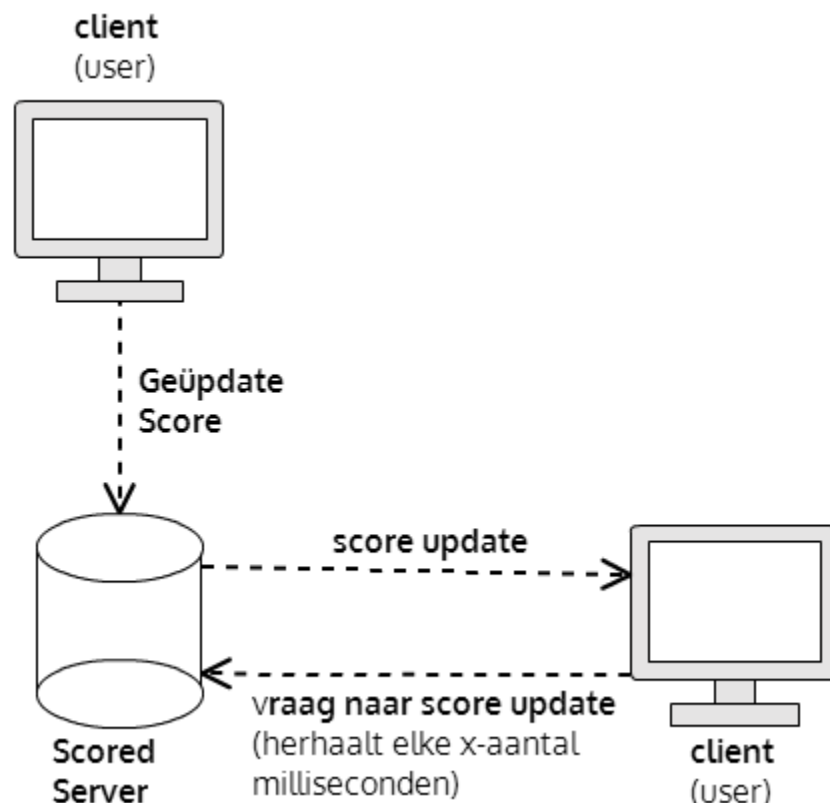 client
(user)
Geüpdate
Score
score update
vraag naar score update
(herhaalt elke x-aantal
milliseconden)
Scored
Server
client
(user)